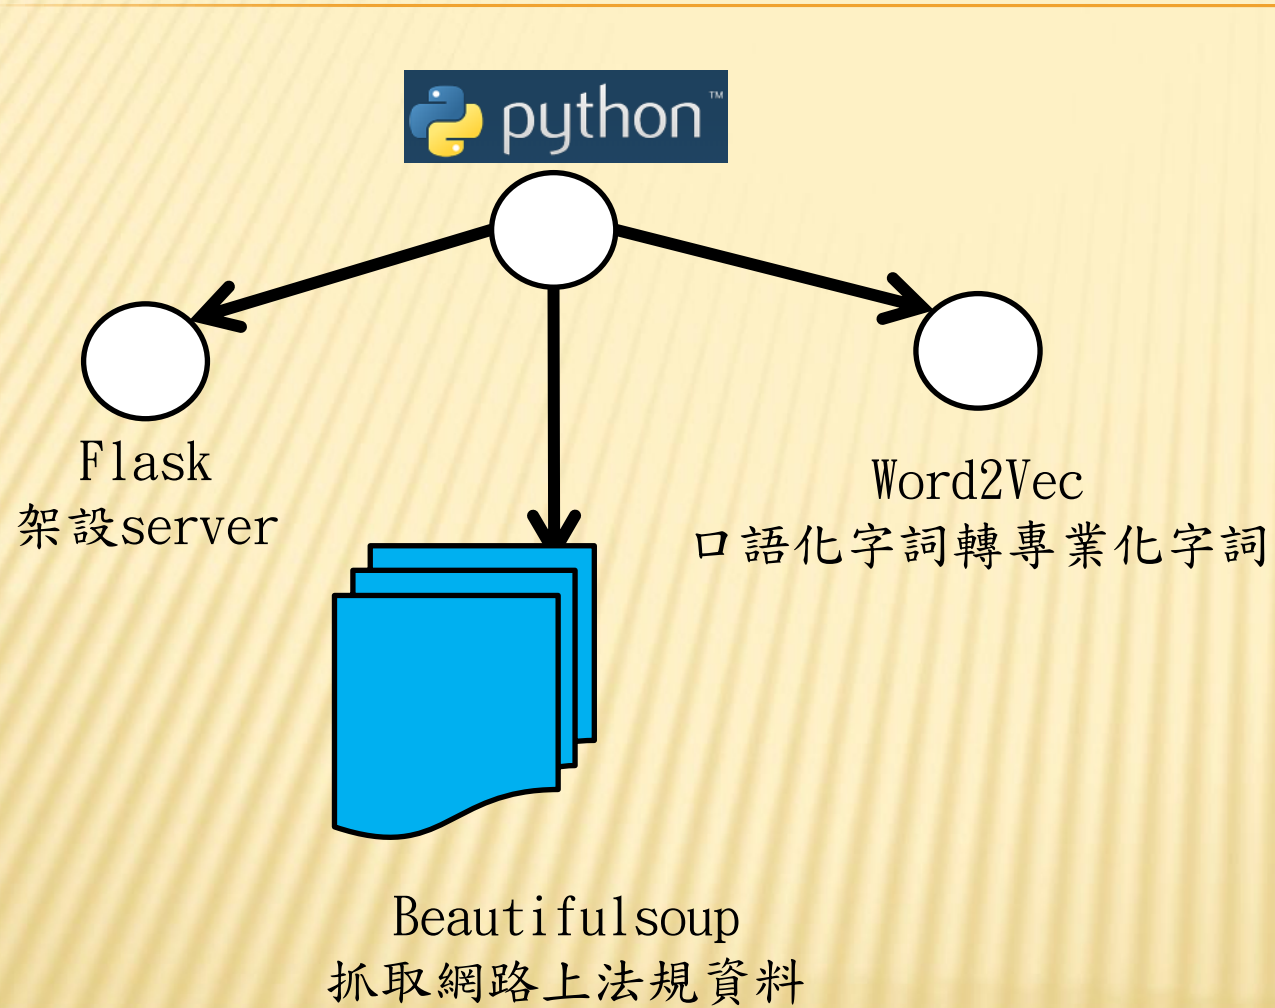 python™
Flask
架設server
Word2Vec
口語化字詞轉專業化字詞
Beautifulsoup
抓取網路上法規資料